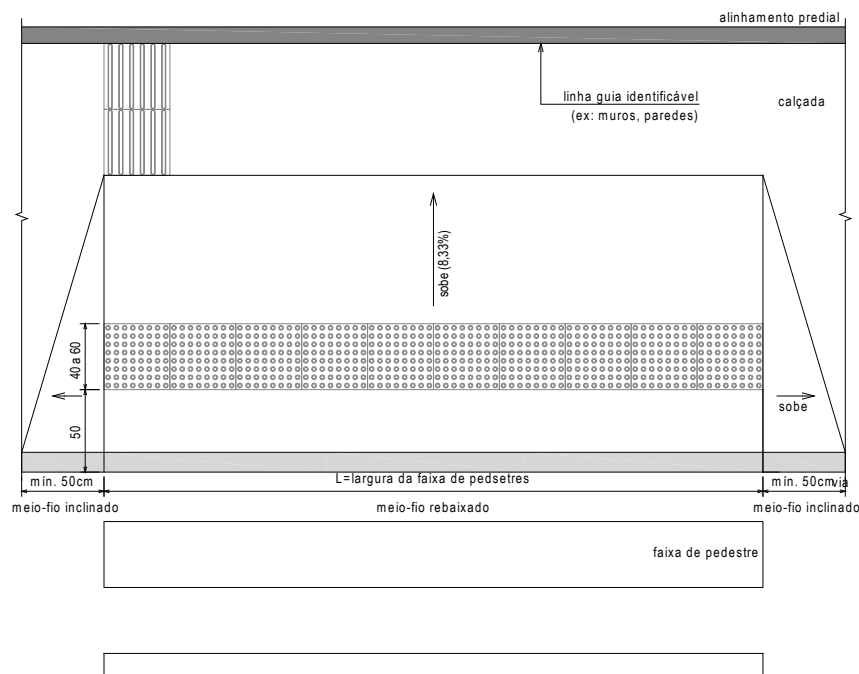 alinhamento predial
linha guia identificável
(ex: muros, paredes)
calçada
sobe (8,33%)
40 a 60
50
sobe
mín. 50cm
L=largura da faixa de pedsetres
mín. 50cm
via
meio-fio inclinado
meio-fio rebaixado
meio-fio inclinado
faixa de pedestre